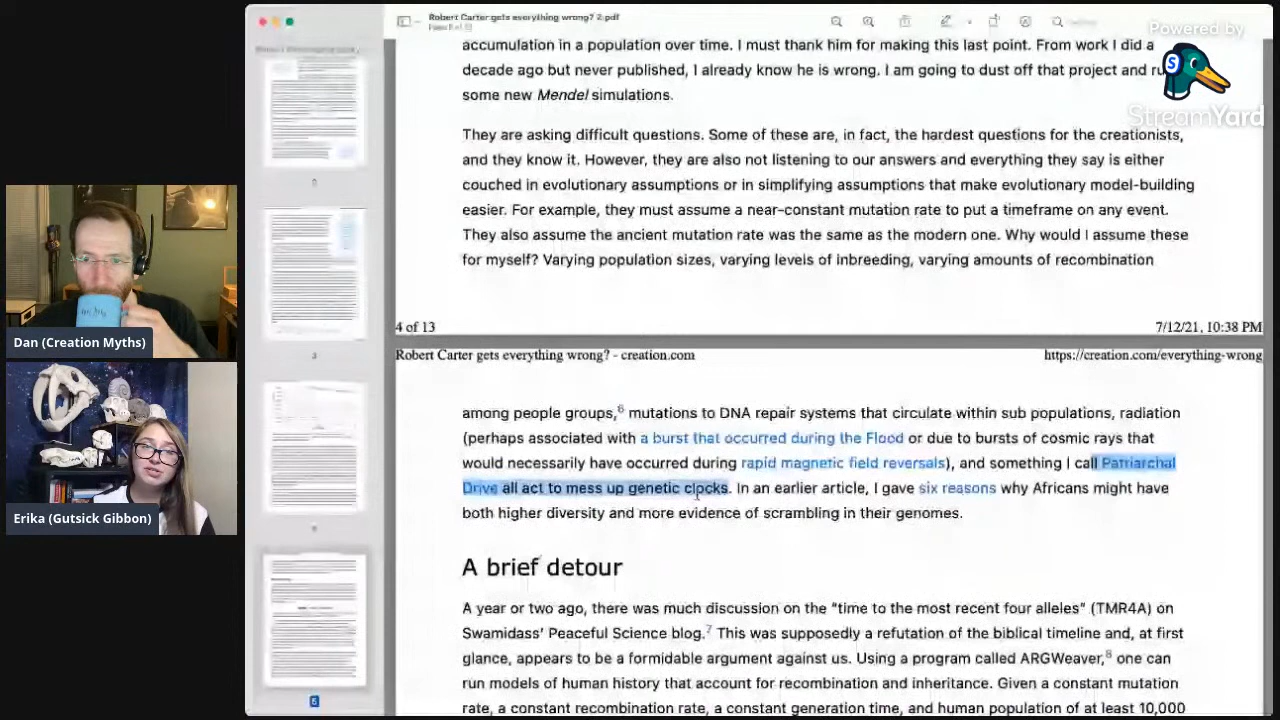 Robert Carter gets everything wrong? 2.pdf
Powered by
StreamYard
accumulation in a population over time. I must thank him for making this last point. From work I did a
decade ago but never published, I already know he is wrong. I am going to dust off that project and
some new Mendel simulations.
They are asking difficult questions. Some of these are, in fact, the hardest questions for the creationists,
and they know it. However, they are also not listening to our answers and everything they say is either
couched in evolutionary assumptions or in simplifying assumptions that make evolutionary model-building
easier. For example, they must assume a near-constant mutation rate to put a timeframe on any event.
They also assume the ancient mutation rate was the same as the modern one. Why would I assume these
for myself? Varying population sizes, varying levels of inbreeding, varying amounts of recombination
4 of 13
7/12/21, 10:38 PM
Robert Carter gets everything wrong? - creation.com
https://creation.com/everything-wrong
among people groups,6 mutations to DNA repair systems that circulate within sub populations, radiation
(perhaps associated with a burst that occurred during the Flood or due to bursts of cosmic rays that
would necessarily have occurred during rapid magnetic field reversals), and something I call Patriarchal
Drive all act to mess up genetic clocks. In an earlier article, I gave six reasons why Africans might have
both higher diversity and more evidence of scrambling in their genomes.
A brief detour
A year or two ago, there was much discussion on the “time to the most recent four alleles” (TMR4A) on
Swamidass’ Peaceful Science blog.7 This was supposedly a refutation of the biblical timeline and, at first
glance, appears to be a formidable argument against us. Using a program called ARGWeaver,8 one can
run models of human history that account for recombination and inheritance. Given a constant mutation
rate, a constant recombination rate, a constant generation time, and human population of at least 10,000
Dan (Creation Myths)
Erika (Gutsick Gibbon)